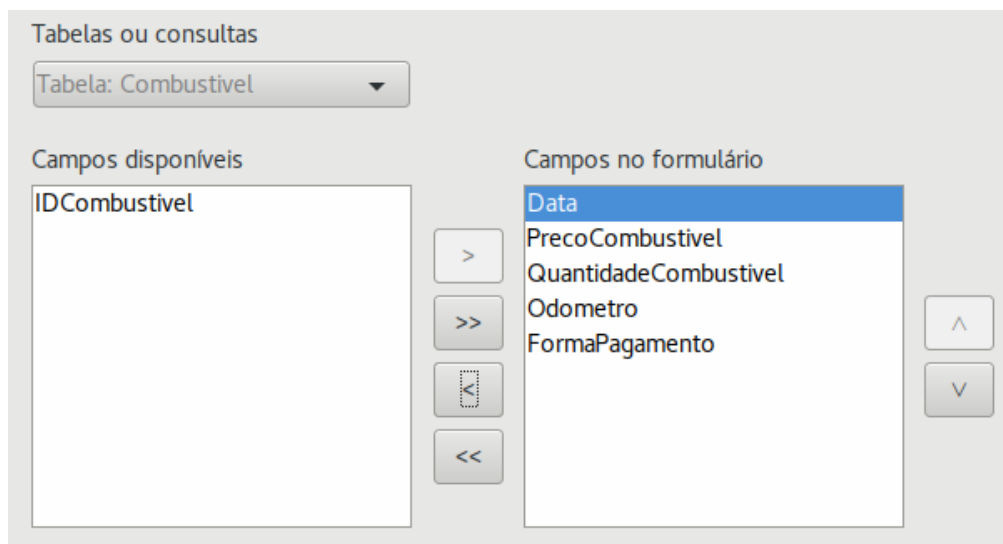 Tabelas ou consultas
Tabela: Combustivel
Campos disponíveis
Campos no formulário
IDCombustivel
Data
PrecoCombustivel
QuantidadeCombustivel
Odometro
FormaPagamento
>
>>
<
<<